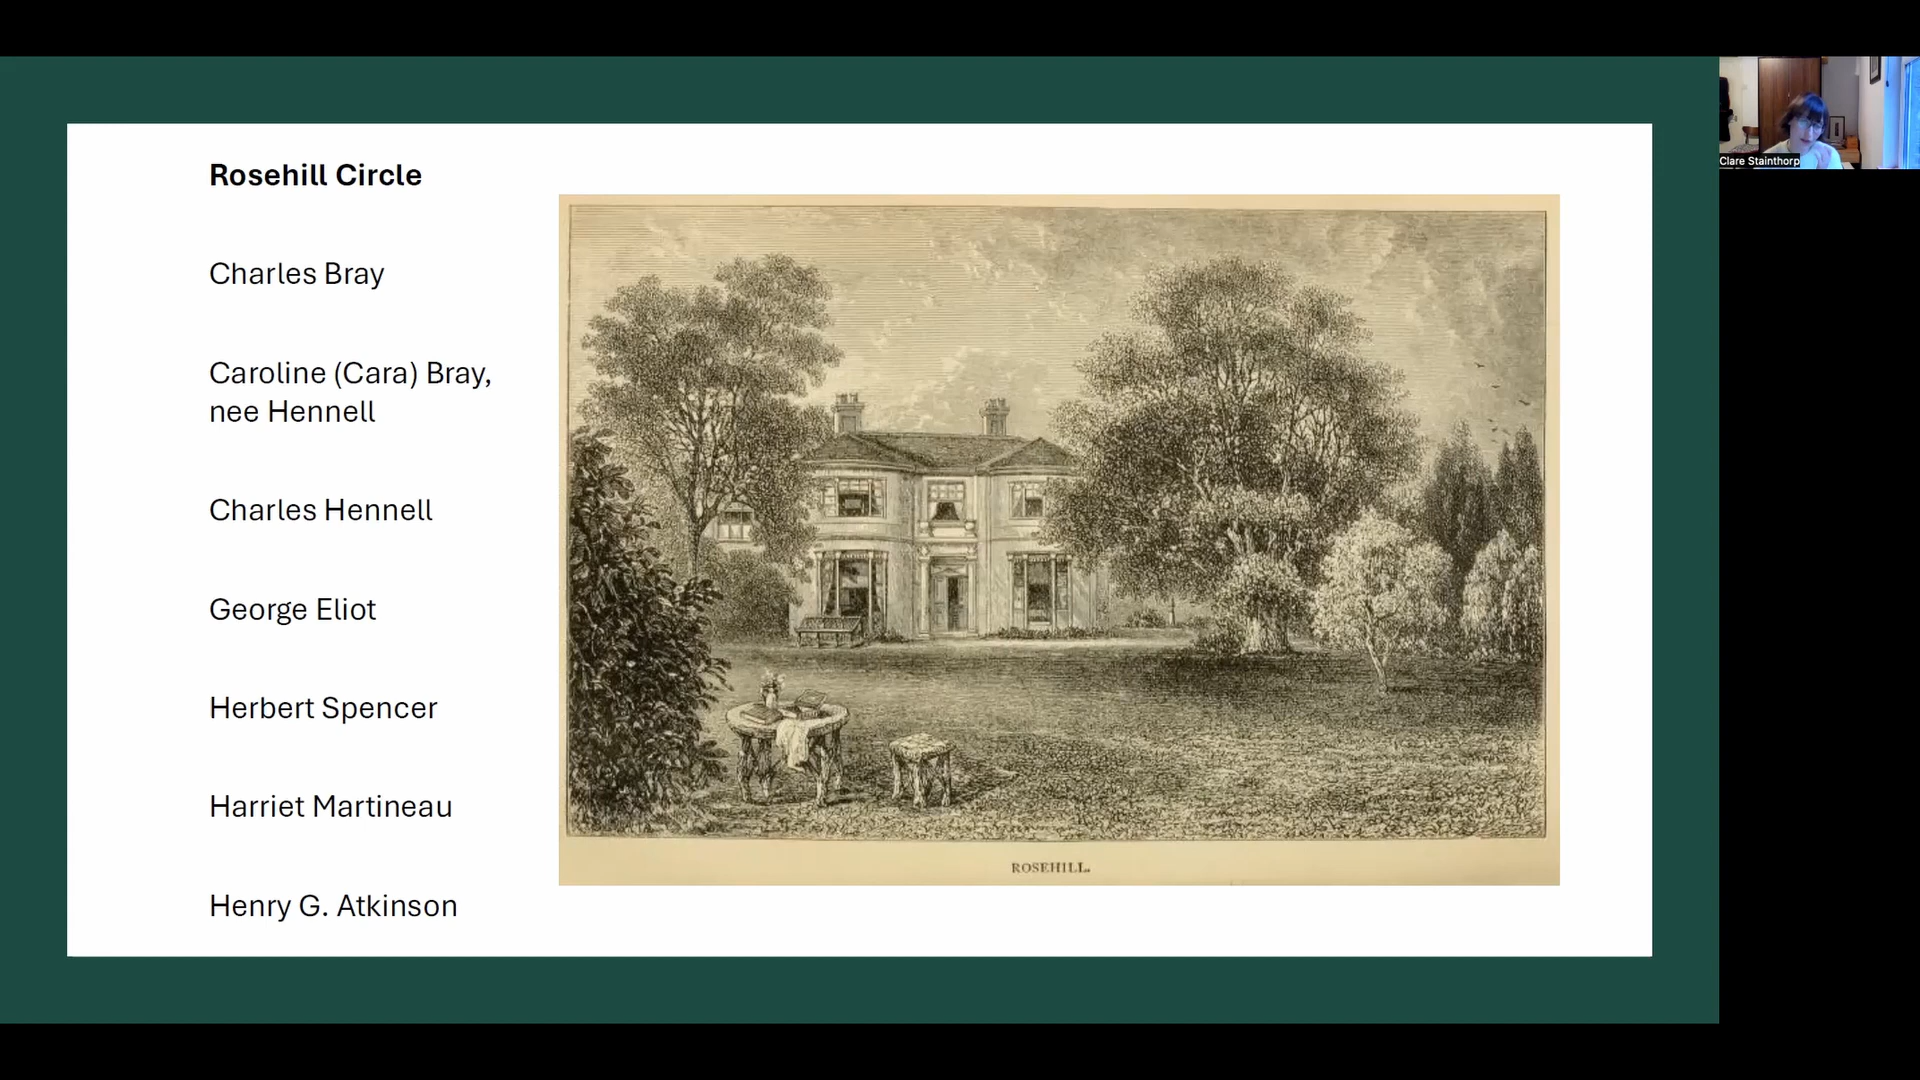 Rosehill Circle
Charles Bray
Caroline (Cara) Bray,
nee Hennell
Charles Hennell
George Eliot
Herbert Spencer
Harriet Martineau
Henry G. Atkinson
ROSEHILL.
Clare Stainthorp